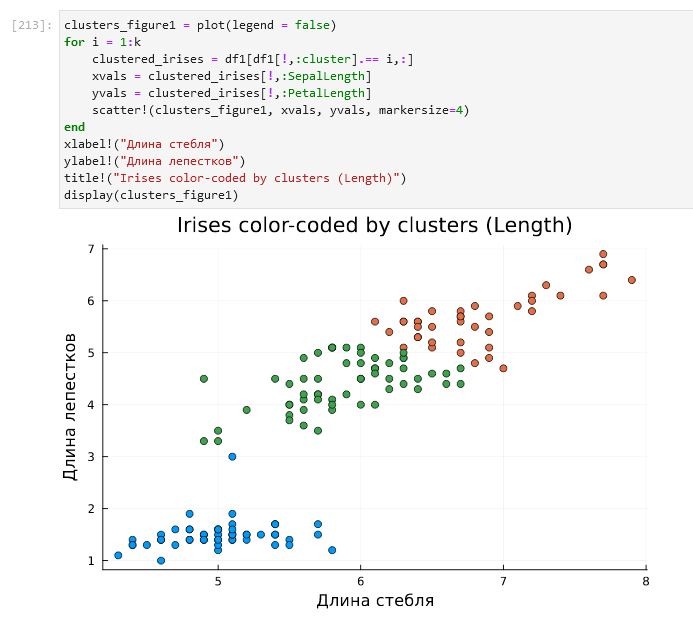 [213]: clusters_figure1 = plot(legend = false)
for i = 1:k
    clustered_irises = df1[df1[!,:cluster].== i,:]
    xvals = clustered_irises[!,:SepalLength]
    yvals = clustered_irises[!,:PetalLength]
    scatter!(clusters_figure1, xvals, yvals, markersize=4)
end
xlabel!("Длина стебля")
ylabel!("Длина лепестков")
title!("Irises color-coded by clusters (Length)")
display(clusters_figure1)
Irises color-coded by clusters (Length)
Длина лепестков
7
6
5
4
3
2
1
5 6 7 8
Длина стебля